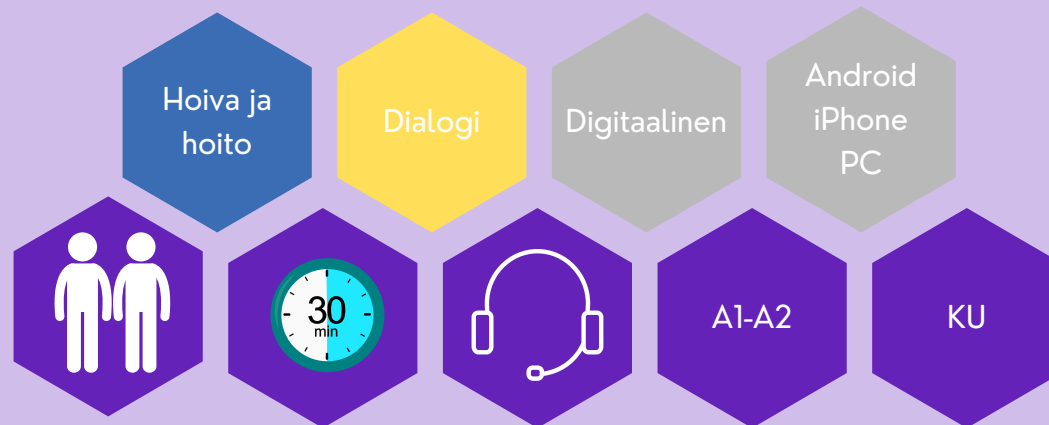 Hoiva ja
hoito
Dialogi
Digitaalinen
Android
iPhone
PC
30
min
A1-A2
KU